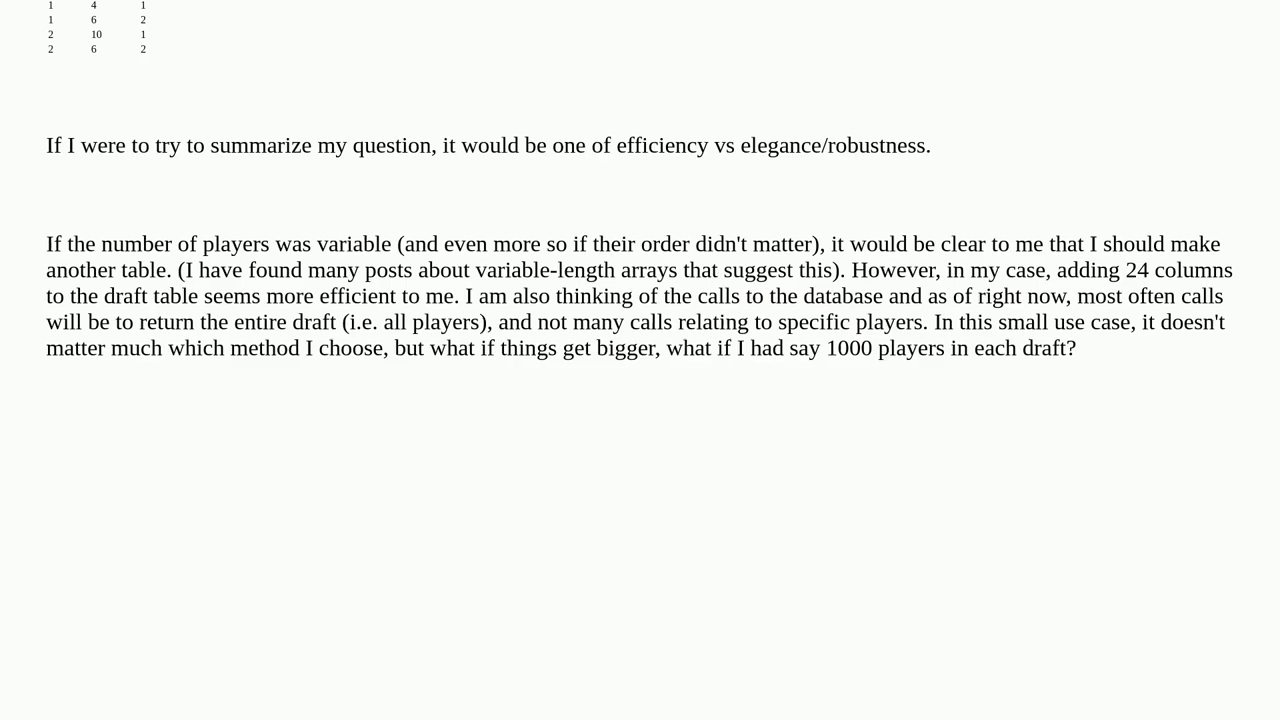 1 4 1
1 6 2
2 10 1
2 6 2
If I were to try to summarize my question, it would be one of efficiency vs elegance/robustness.
If the number of players was variable (and even more so if their order didn't matter), it would be clear to me that I should make
another table. (I have found many posts about variable-length arrays that suggest this). However, in my case, adding 24 columns
to the draft table seems more efficient to me. I am also thinking of the calls to the database and as of right now, most often calls
will be to return the entire draft (i.e. all players), and not many calls relating to specific players. In this small use case, it doesn't
matter much which method I choose, but what if things get bigger, what if I had say 1000 players in each draft?